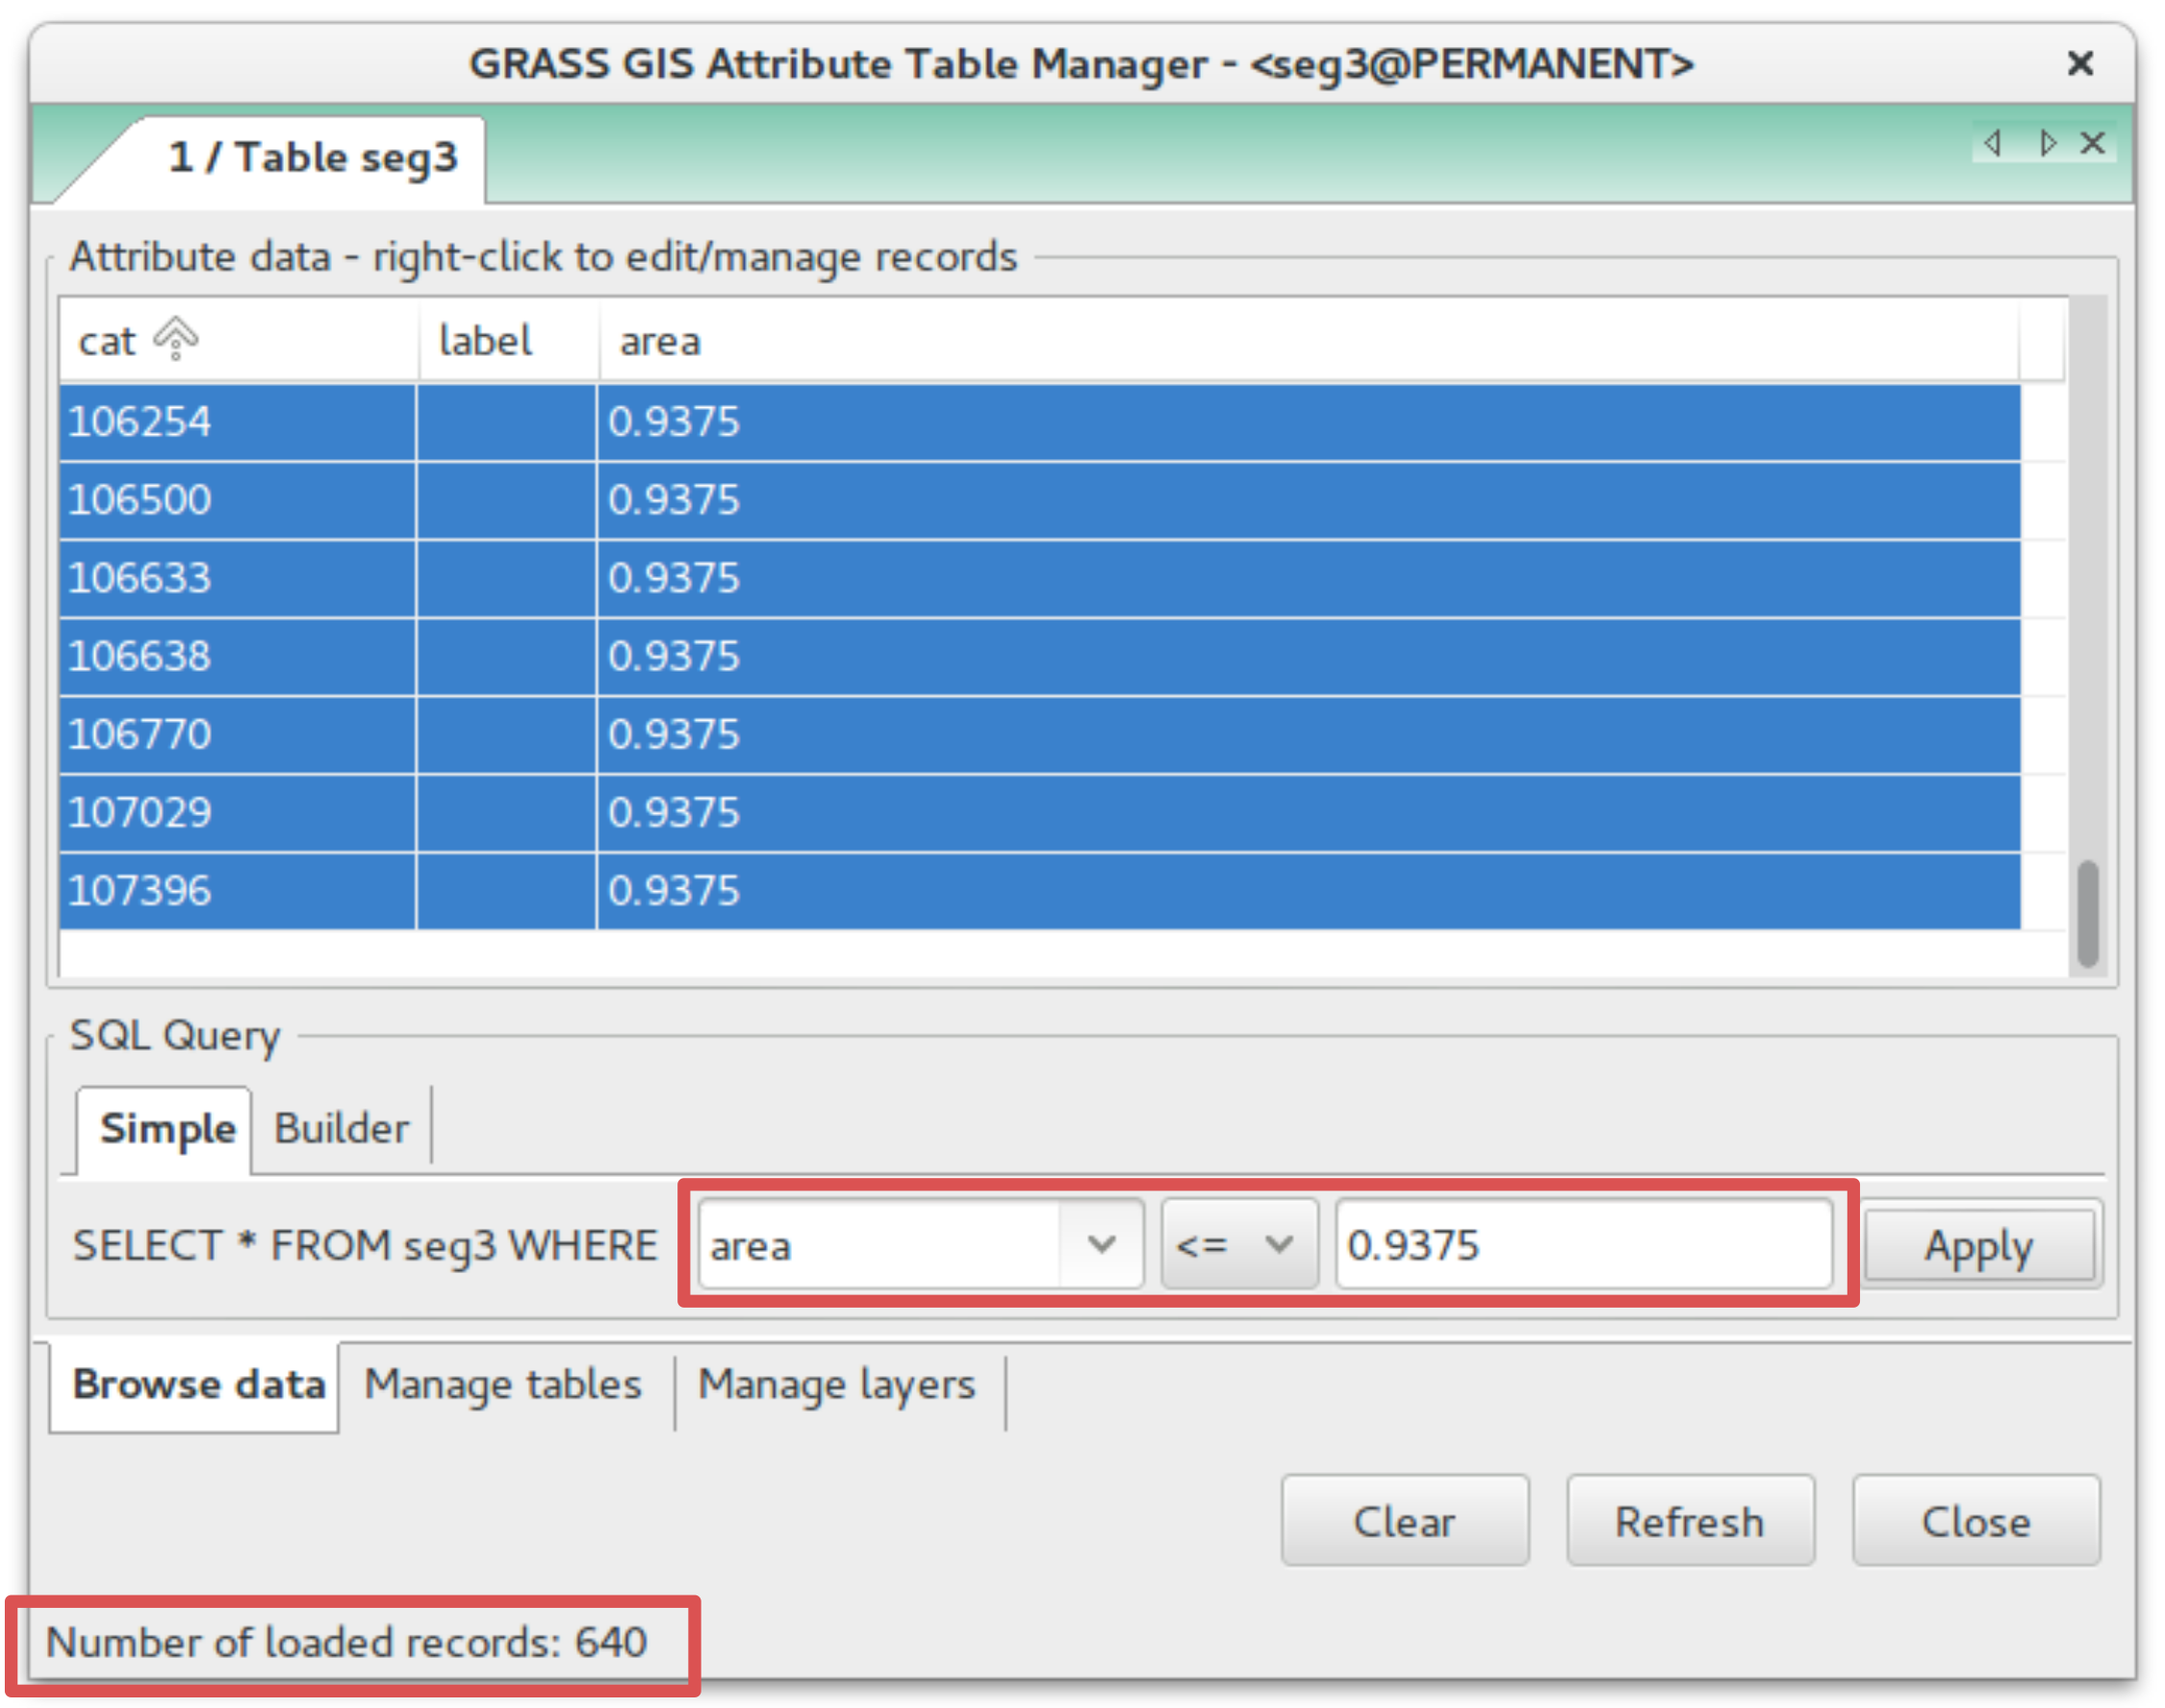 GRASS GIS Attribute Table Manager - <seg3@PERMANENT>
1 / Table seg3
Attribute data - right-click to edit/manage records
cat label area
106254 0.9375
106500 0.9375
106633 0.9375
106638 0.9375
106770 0.9375
107029 0.9375
107396 0.9375
SQL Query
Simple Builder
SELECT * FROM seg3 WHERE area <= 0.9375 Apply
Browse data Manage tables Manage layers
Clear Refresh Close
Number of loaded records: 640